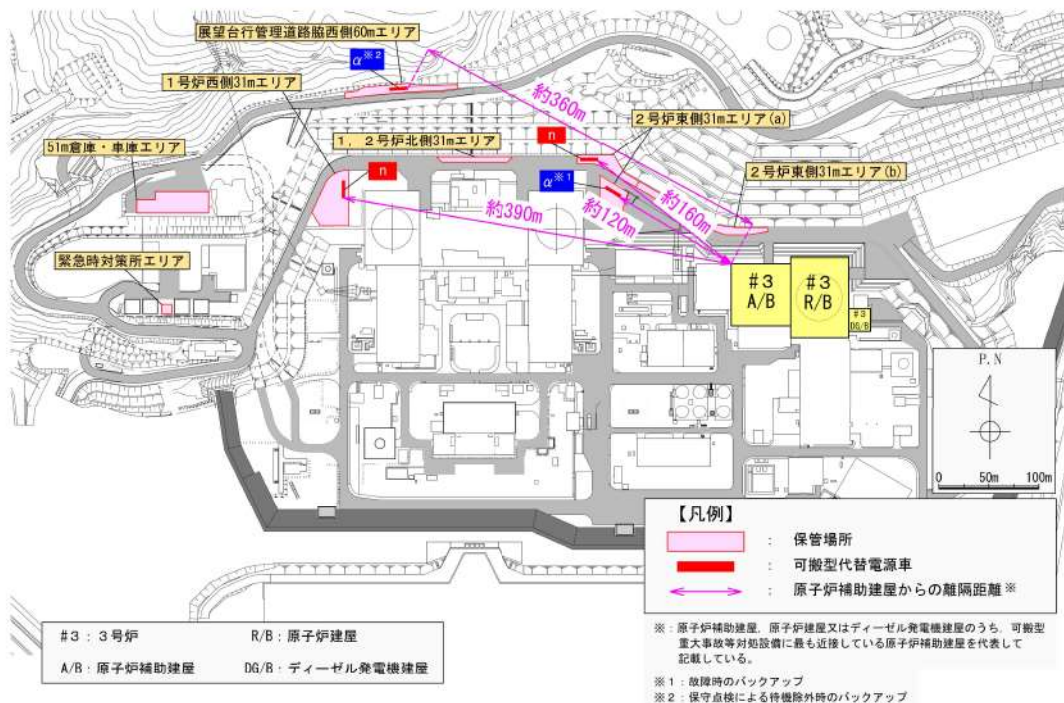 展望台行管理道路脇西側60mエリア
α※2
1号炉西側31mエリア
約360m
2号炉東側31mエリア(a)
1, 2号炉北側31mエリア
n
51m倉庫・車庫エリア
n
α※1
2号炉東側31mエリア(b)
約390m
約120m
約160m
緊急時対策所エリア
#3
A/B
#3
R/B
#3
DG/B
P.N
0 50m 100m
【凡例】
: 保管場所
: 可搬型代替電源車
: 原子炉補助建屋からの離隔距離※
#3 : 3号炉
R/B : 原子炉建屋
A/B : 原子炉補助建屋
DG/B : ディーゼル発電機建屋
※ : 原子炉補助建屋, 原子炉建屋又はディーゼル発電機建屋のうち, 可搬型
重大事故等対処設備に最も近接している原子炉補助建屋を代表して
記載している。
※1 : 故障時のバックアップ
※2 : 保守点検による待機除外時のバックアップ